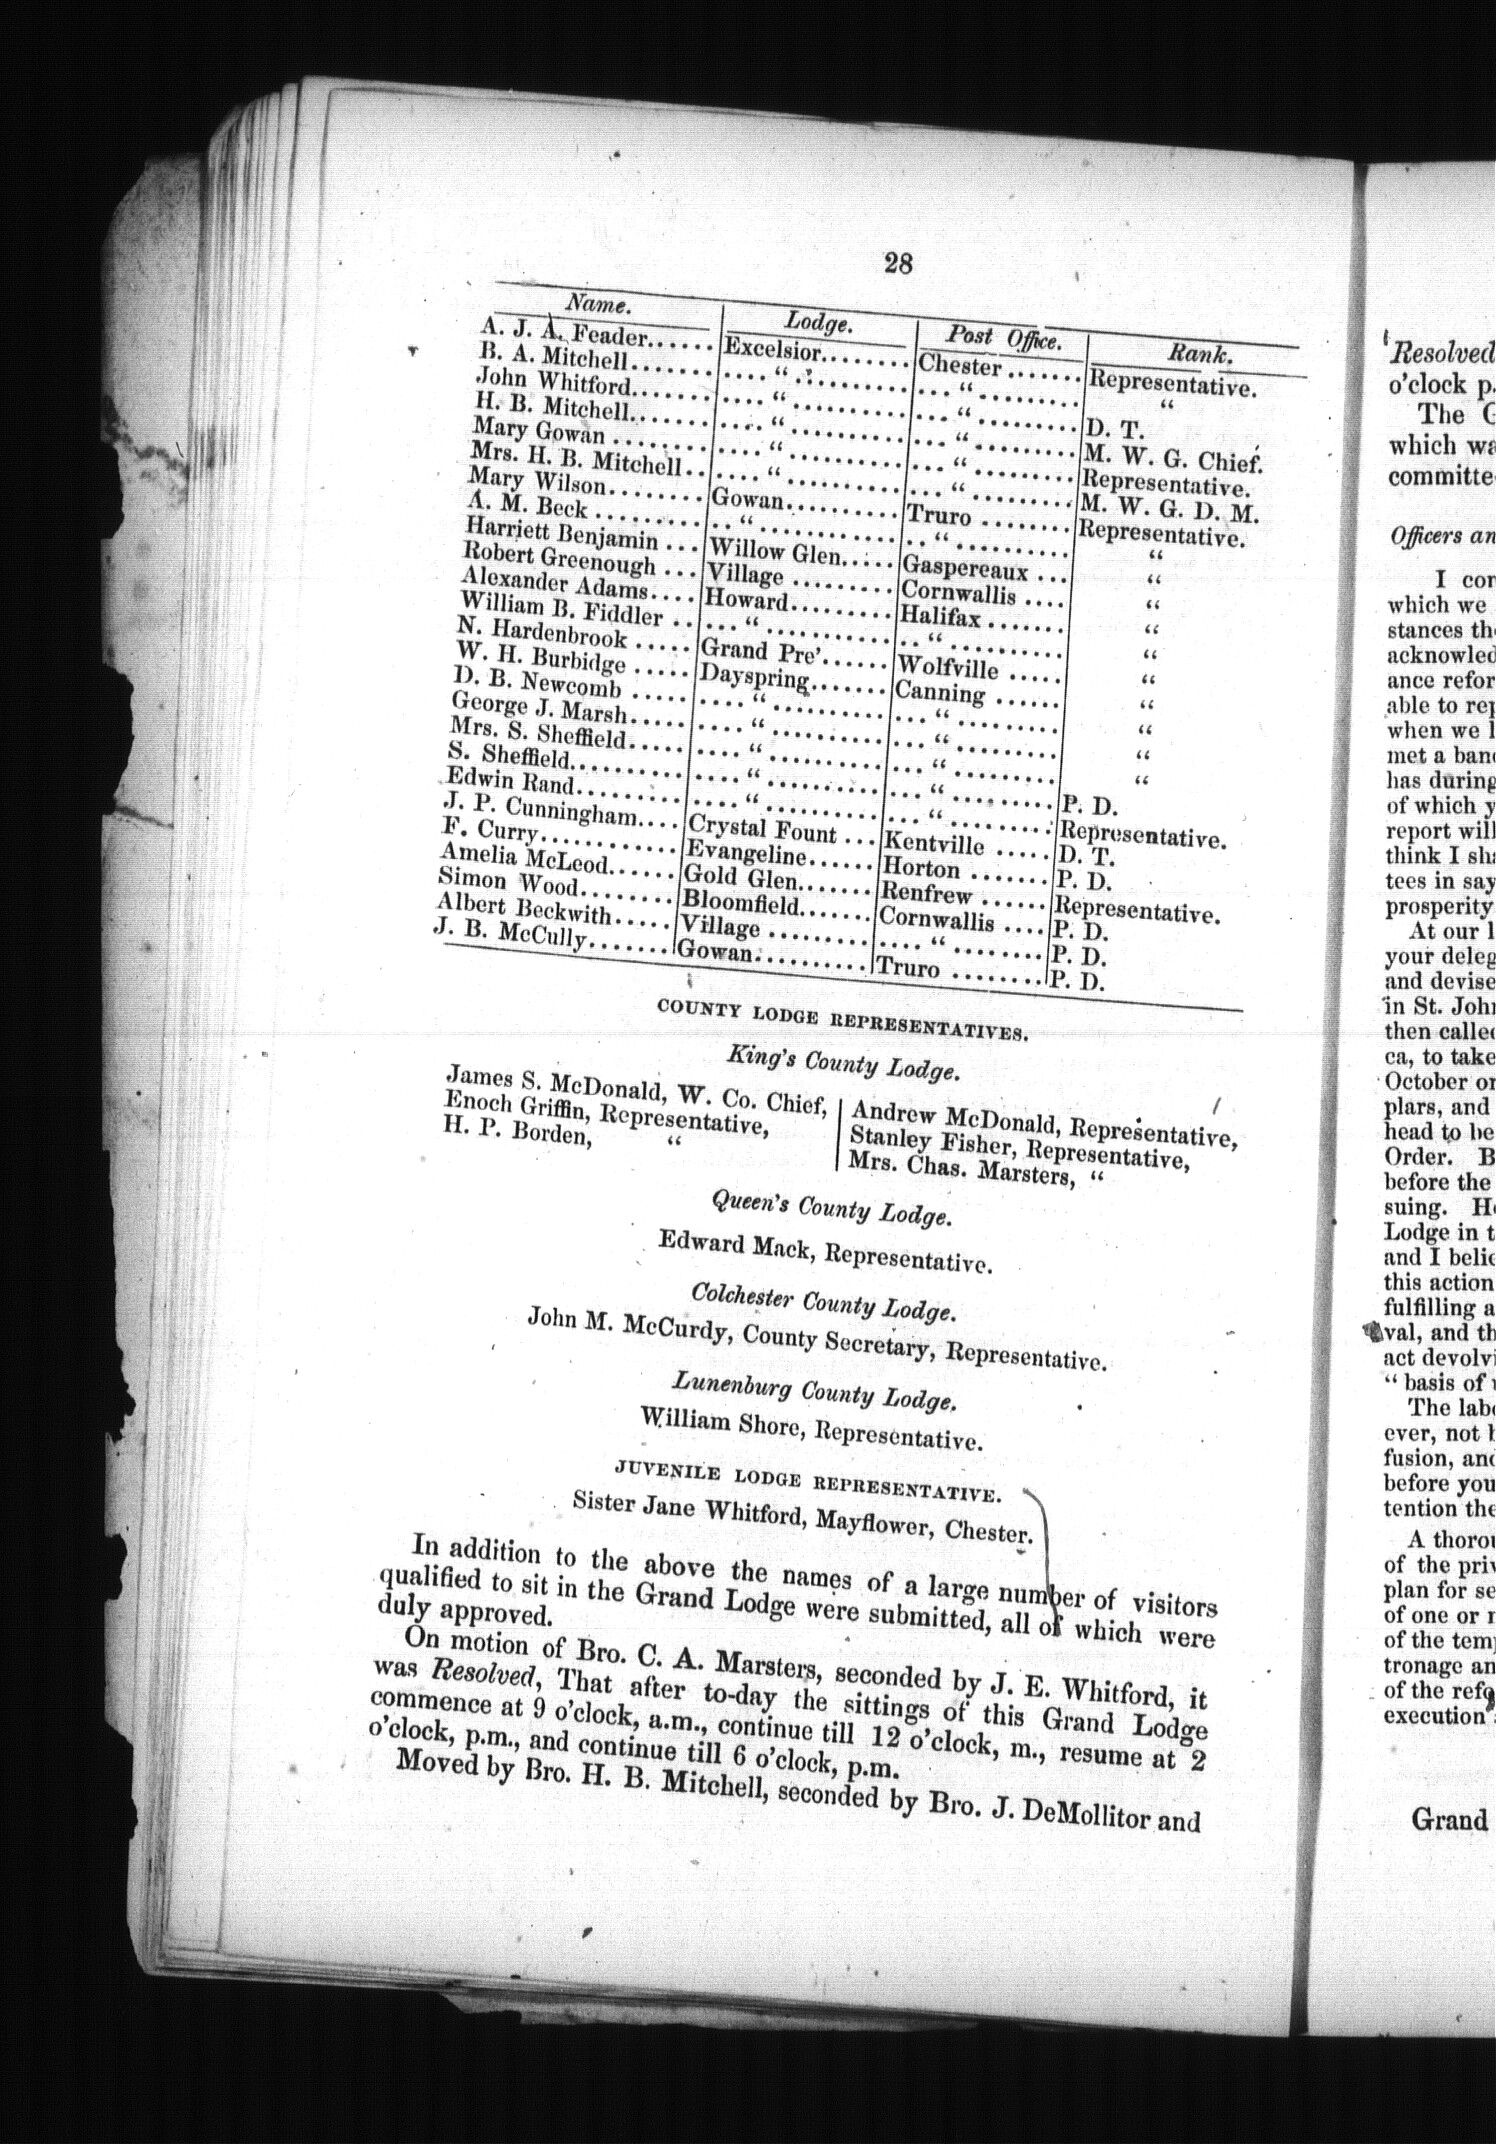 28
Name. Lodge. Post Office. Rank.
A. J. A. Feader...... Excelsior........ Chester ....... Representative.
B. A. Mitchell....... .... “ .......... ... “ ......... “
John Whitford....... .... “ .......... ... “ ......... D. T.
H. B. Mitchell....... .... “ .......... ... “ ......... M. W. G. Chief.
Mary Gowan ........ .... “ .......... ... “ ......... Representative.
Mrs. H. B. Mitchell.. .... “ .......... ... “ ......... M. W. G. D. M.
Mary Wilson........ Gowan.......... Truro ........ Representative.
A. M. Beck ......... .. “ ............ .. “ .......... “
Harriett Benjamin ... Willow Glen..... Gaspereaux ... “
Robert Greenough ... Village ......... Cornwallis .... “
Alexander Adams.... Howard......... Halifax ....... “
William B. Fiddler .. ... “ ........... .. “ .......... “
N. Hardenbrook ..... Grand Pre’...... Wolfville ..... “
W. H. Burbidge ..... Dayspring....... Canning ...... “
D. B. Newcomb ..... .... “ .......... ... “ ......... “
George J. Marsh..... .... “ .......... ... “ ......... “
Mrs. S. Sheffield..... .... “ .......... ... “ ......... “
S. Sheffield.......... .... “ .......... ... “ ......... P. D.
Edwin Rand......... .... “ .......... ... “ ......... Representative.
J. P. Cunningham.... Crystal Fount ... Kentville ..... D. T.
F. Curry............ Evangeline...... Horton ....... P. D.
Amelia McLeod...... Gold Glen....... Renfrew ...... Representative.
Simon Wood........ Bloomfield....... Cornwallis .... P. D.
Albert Beckwith..... Village ......... .... “ ......... P. D.
J. B. McCully....... Gowan.......... Truro ........ P. D.
COUNTY LODGE REPRESENTATIVES.
King's County Lodge.
James S. McDonald, W. Co. Chief,
Enoch Griffin, Representative,
H. P. Borden, “
Andrew McDonald, Representative,
Stanley Fisher, Representative,
Mrs. Chas. Marsters, “
Queen's County Lodge.
Edward Mack, Representative.
Colchester County Lodge.
John M. McCurdy, County Secretary, Representative.
Lunenburg County Lodge.
William Shore, Representative.
JUVENILE LODGE REPRESENTATIVE.
Sister Jane Whitford, Mayflower, Chester.
In addition to the above the names of a large number of visitors
qualified to sit in the Grand Lodge were submitted, all of which were
duly approved.
On motion of Bro. C. A. Marsters, seconded by J. E. Whitford, it
was Resolved, That after to-day the sittings of this Grand Lodge
commence at 9 o'clock, a.m., continue till 12 o'clock, m., resume at 2
o'clock, p.m., and continue till 6 o'clock, p.m.
Moved by Bro. H. B. Mitchell, seconded by Bro. J. DeMollitor and
Resolved
o'clock p.
The
which wa
committe
Officers an
I con
which we
stances th
acknowled
ance refor
able to rep
when we
met a ban
has during
of which y
report will
think I sha
tees in say
prosperity
At our l
your deleg
and devise
in St. John
then called
ca, to take
October or
plars, and
head to be
Order. B
before the
suing. He
Lodge in t
and I belie
this action
fulfilling a
val, and th
act devolvi
“ basis of
The labo
ever, not b
fusion, and
before you
tention the
A thorou
of the priv
plan for se
of one or
of the temp
tronage an
of the refo
execution
Grand